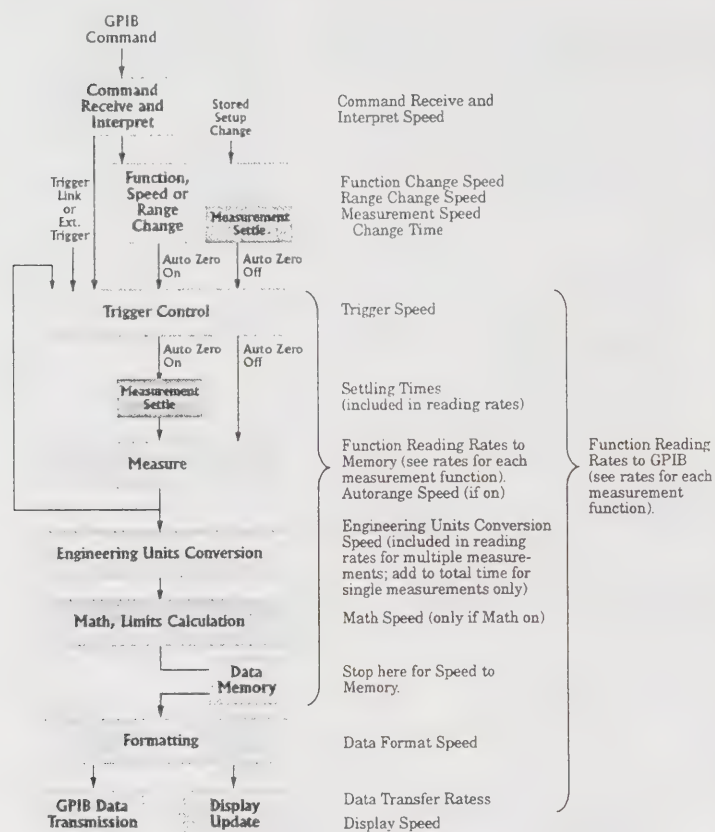 GPIB
Command
Command
Receive and
Interpret
Stored
Setup
Change
Command Receive and
Interpret Speed
Trigger
Link
or
Ext.
Trigger
Function,
Speed or
Range
Change
Measurement
Settle
Function Change Speed
Range Change Speed
Measurement Speed
Change Time
Auto Zero
On
Auto Zero
Off
Trigger Control
Trigger Speed
Auto Zero
On
Auto Zero
Off
Measurement
Settle
Settling Times
(included in reading rates)
Measure
Function Reading Rates to
Memory (see rates for each
measurement function).
Autorange Speed (if on)
Function Reading
Rates to GPIB
(see rates for each
measurement
function).
Engineering Units Conversion
Engineering Units Conversion
Speed (included in reading
rates for multiple measure-
ments; add to total time for
single measurements only)
Math, Limits Calculation
Math Speed (only if Math on)
Data
Memory
Stop here for Speed to
Memory.
Formatting
Data Format Speed
GPIB Data
Transmission
Display
Update
Data Transfer Ratess
Display Speed